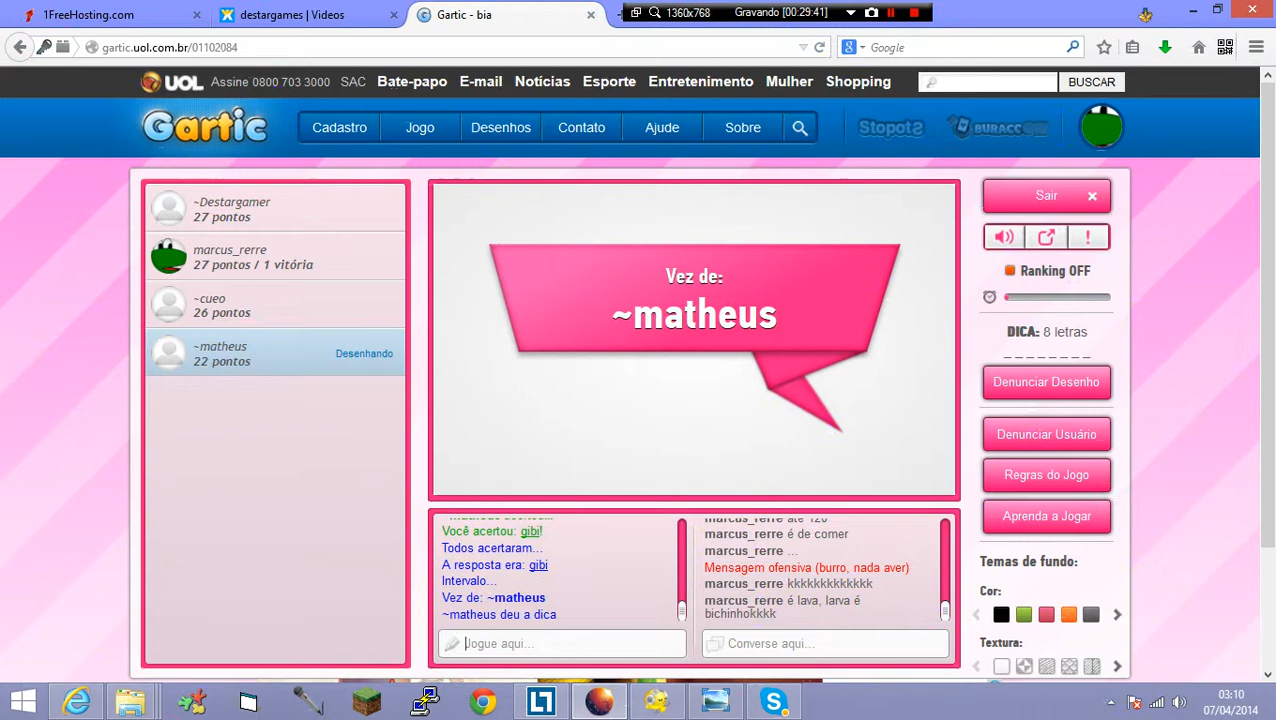 1FreeHosting.com
destargames | Videos
Gartic - bia
1360x768
Gravando [00:29:41]
gartic.uol.com.br/01102084
Google
UOL
Assine 0800 703 3000
SAC
Bate-papo
E-mail
Notícias
Esporte
Entretenimento
Mulher
Shopping
BUSCAR
Gartic
Cadastro
Jogo
Desenhos
Contato
Ajude
Sobre
StopotS
~Destargamer
27 pontos
marcus_rerre
27 pontos / 1 vitória
~cueo
26 pontos
~matheus
22 pontos
Desenhando
Vez de:
~matheus
Você acertou: gibi!
Todos acertaram...
A resposta era: gibi
Intervalo...
Vez de: ~matheus
~matheus deu a dica
Jogue aqui...
marcus_rerre até 120
marcus_rerre é de comer
marcus_rerre ...
Mensagem ofensiva (burro, nada aver)
marcus_rerre kkkkkkkkkkkkk
marcus_rerre é lava, larva é
bichinhokkkk
Converse aqui...
Sair
Ranking OFF
DICA: 8 letras
_ _ _ _ _ _ _ _
Denunciar Desenho
Denunciar Usuário
Regras do Jogo
Aprenda a Jogar
Temas de fundo:
Cor:
Textura:
03:10
07/04/2014